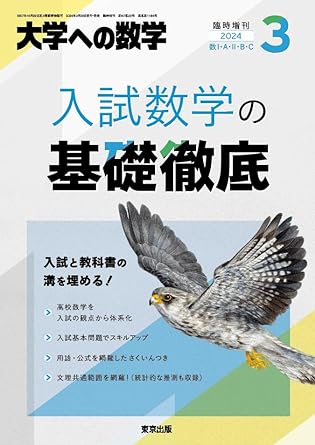 大学への数学
臨時増刊
2024
数I・A・II・B・C
3
入試数学の
基礎徹底
入試と教科書の
溝を埋める！
高校数学を
入試の観点から体系化
入試基本問題でスキルアップ
用語・公式を網羅したさくいんつき
文理共通範囲を網羅！（統計的な推測も収録）
東京出版